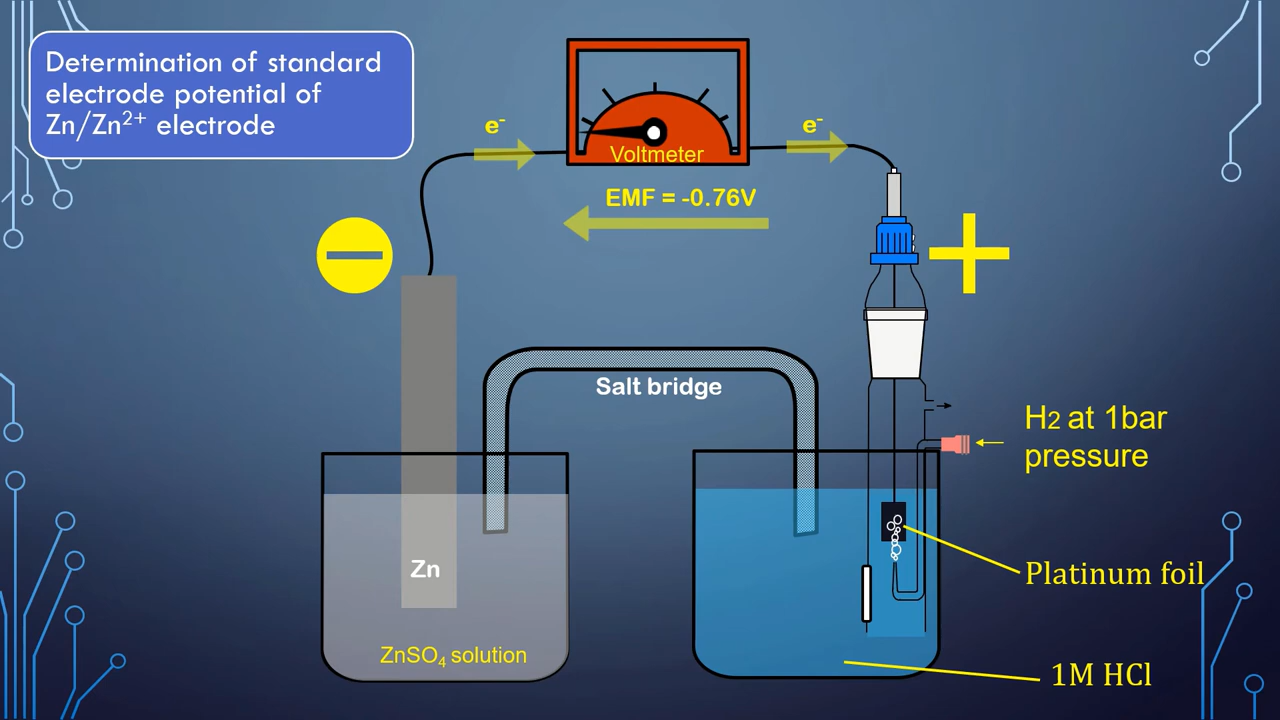 Determination of standard
electrode potential of
Zn/Zn²⁺ electrode
e⁻
e⁻
Voltmeter
EMF = -0.76V
Salt bridge
H₂ at 1bar
pressure
Zn
Platinum foil
ZnSO₄ solution
1M HCl